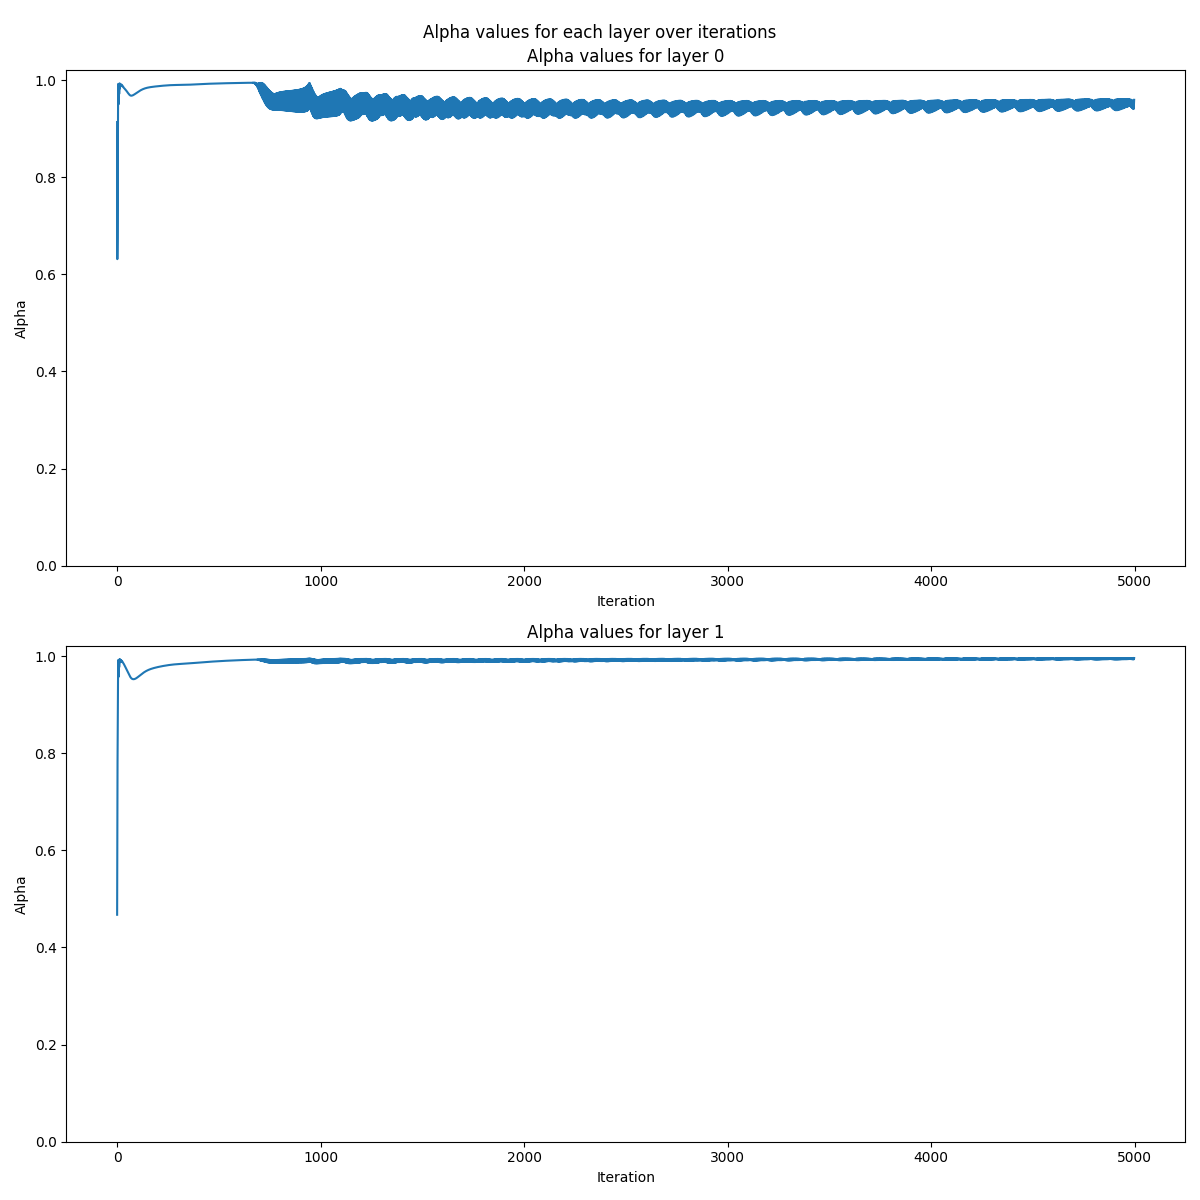 Alpha values for each layer over iterations
Alpha values for layer 0
1.0
0.8
0.6
0.4
0.2
0.0
Alpha
0 1000 2000 3000 4000 5000
Iteration
Alpha values for layer 1
1.0
0.8
0.6
0.4
0.2
0.0
Alpha
0 1000 2000 3000 4000 5000
Iteration